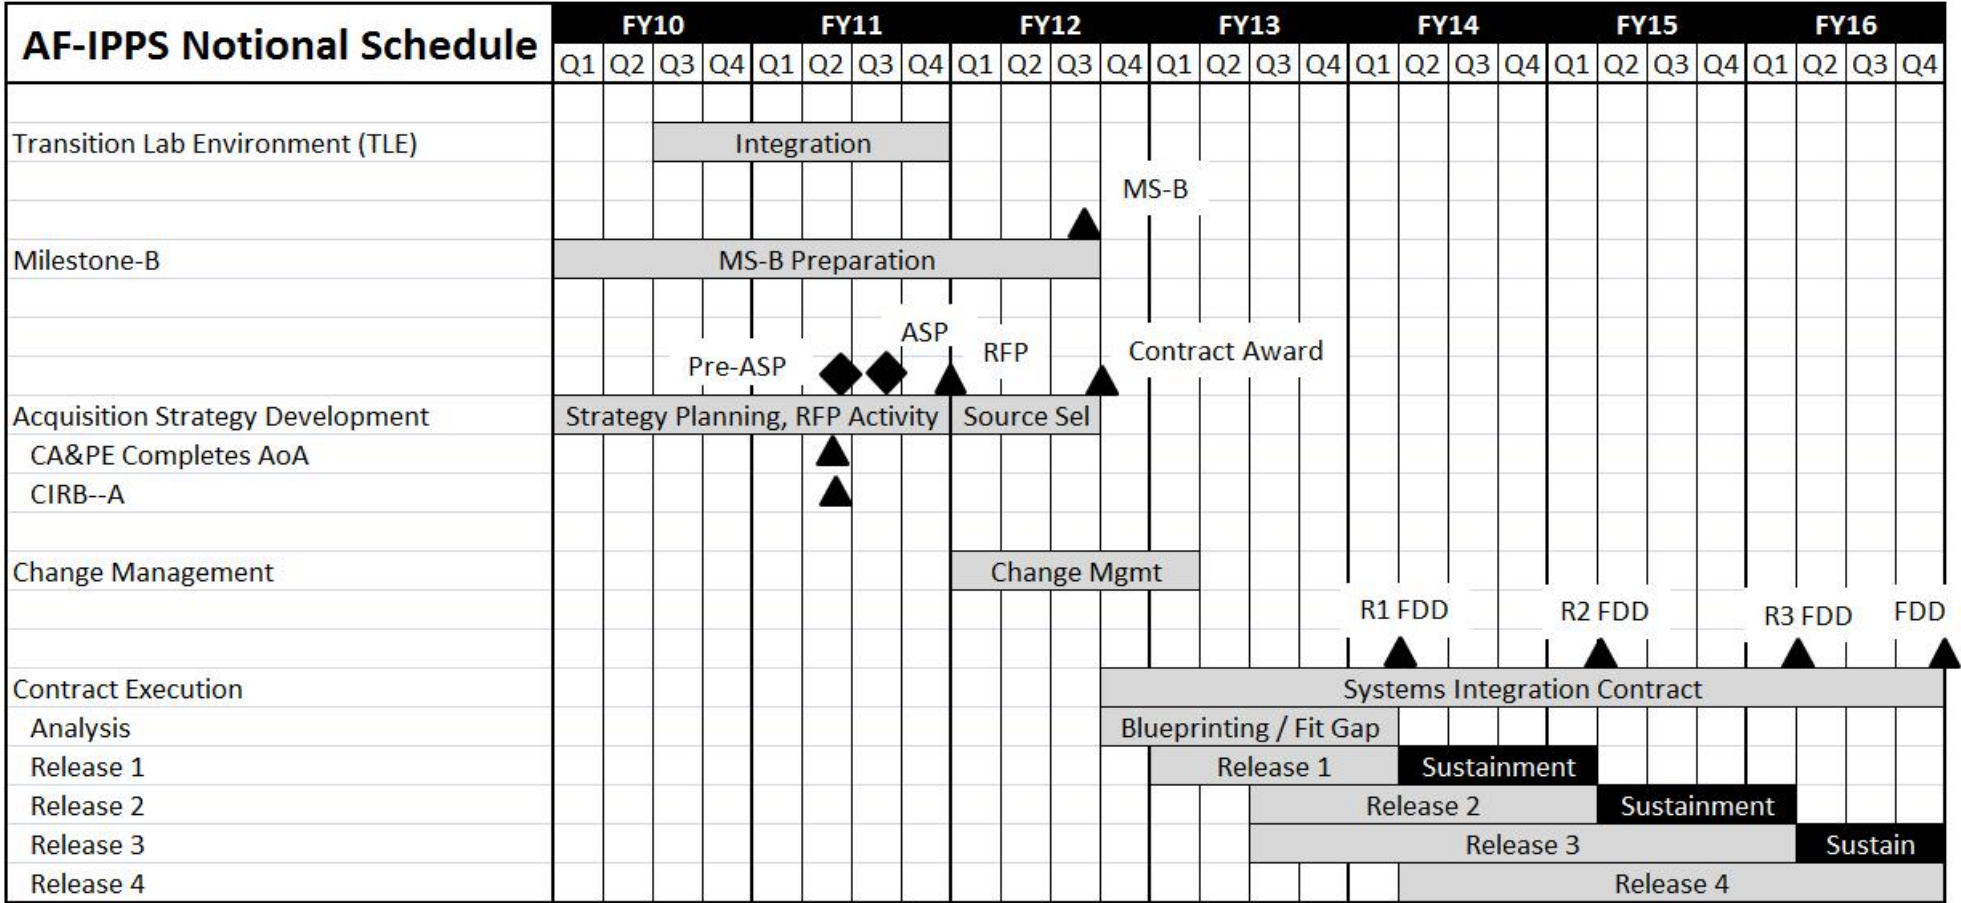 AF-IPPS Notional Schedule
FY10 FY11 FY12 FY13 FY14 FY15 FY16
Q1 Q2 Q3 Q4 Q1 Q2 Q3 Q4 Q1 Q2 Q3 Q4 Q1 Q2 Q3 Q4 Q1 Q2 Q3 Q4 Q1 Q2 Q3 Q4 Q1 Q2 Q3 Q4
Transition Lab Environment (TLE) Integration
MS-B
Milestone-B MS-B Preparation
ASP
Pre-ASP RFP Contract Award
Acquisition Strategy Development Strategy Planning, RFP Activity Source Sel
CA&PE Completes AoA
CIRB--A
Change Management Change Mgmt
R1 FDD R2 FDD R3 FDD FDD
Contract Execution Systems Integration Contract
Analysis Blueprinting / Fit Gap
Release 1 Release 1 Sustainment
Release 2 Release 2 Sustainment
Release 3 Release 3 Sustain
Release 4 Release 4